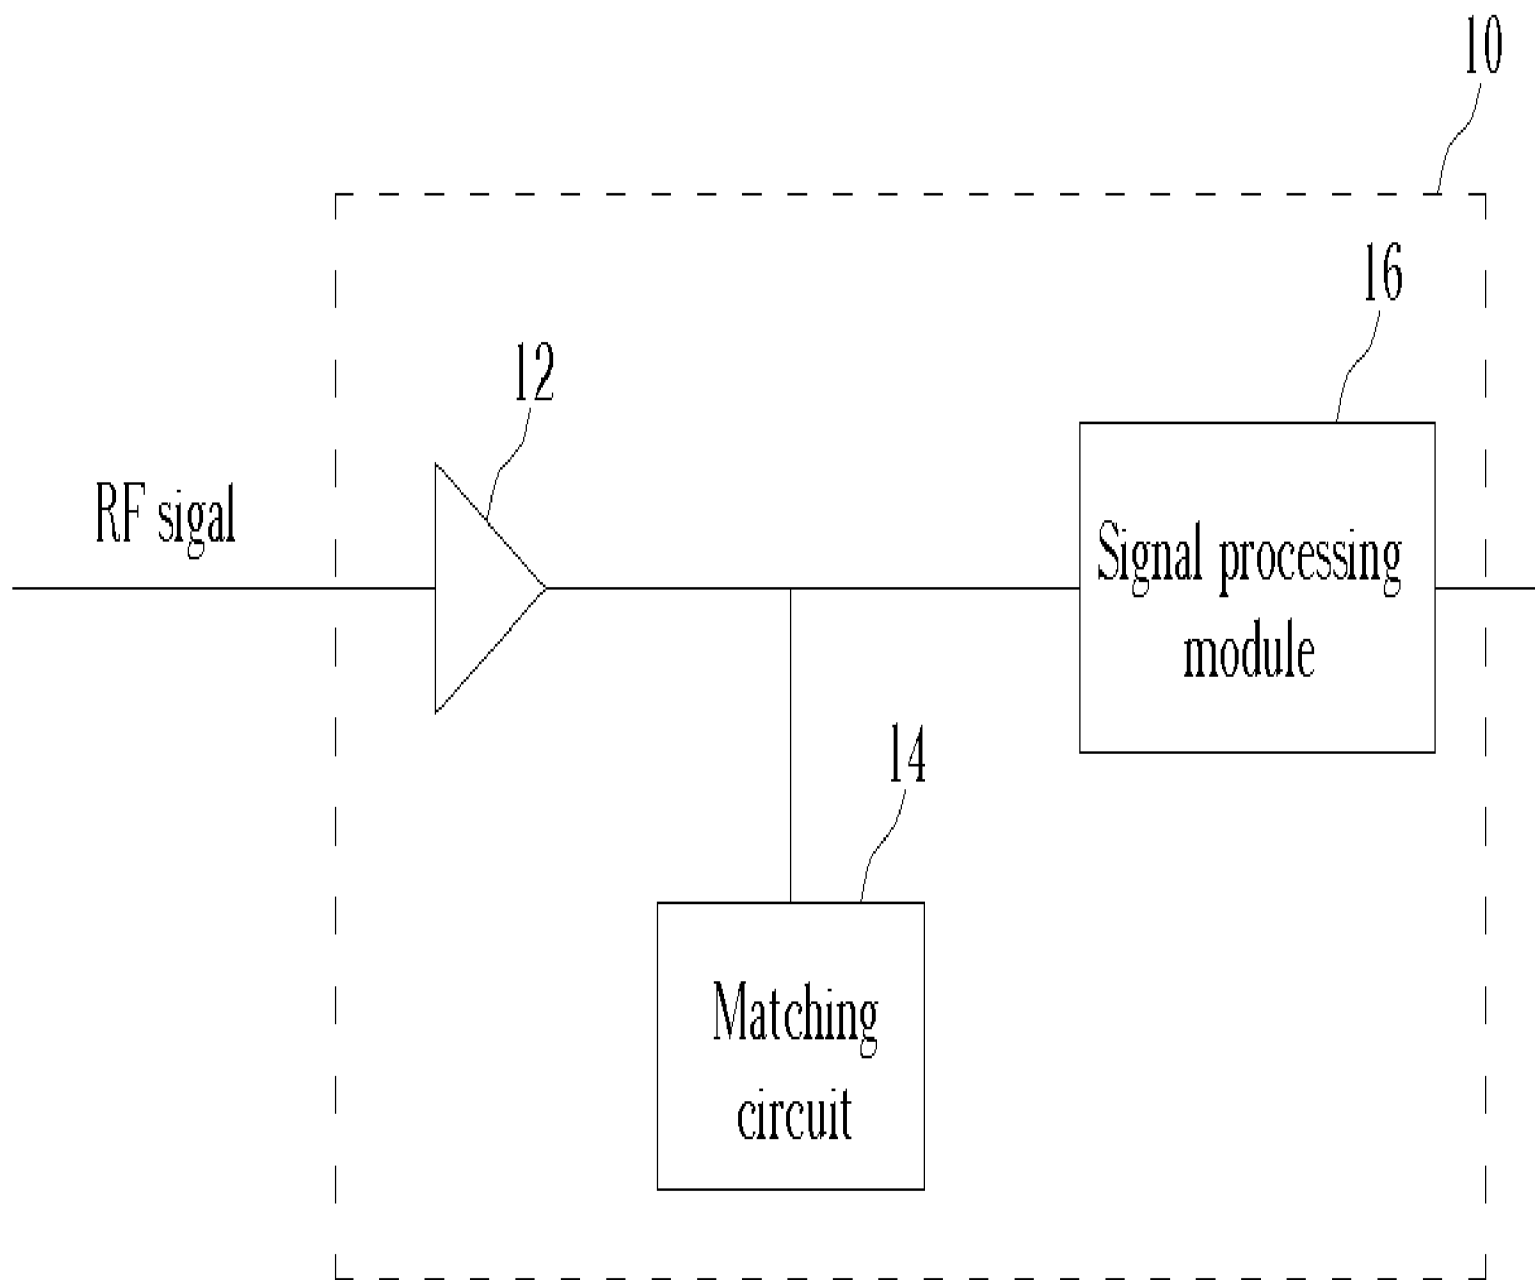 10
16
12
RF sigal
Signal processing
module
14
Matching
circuit